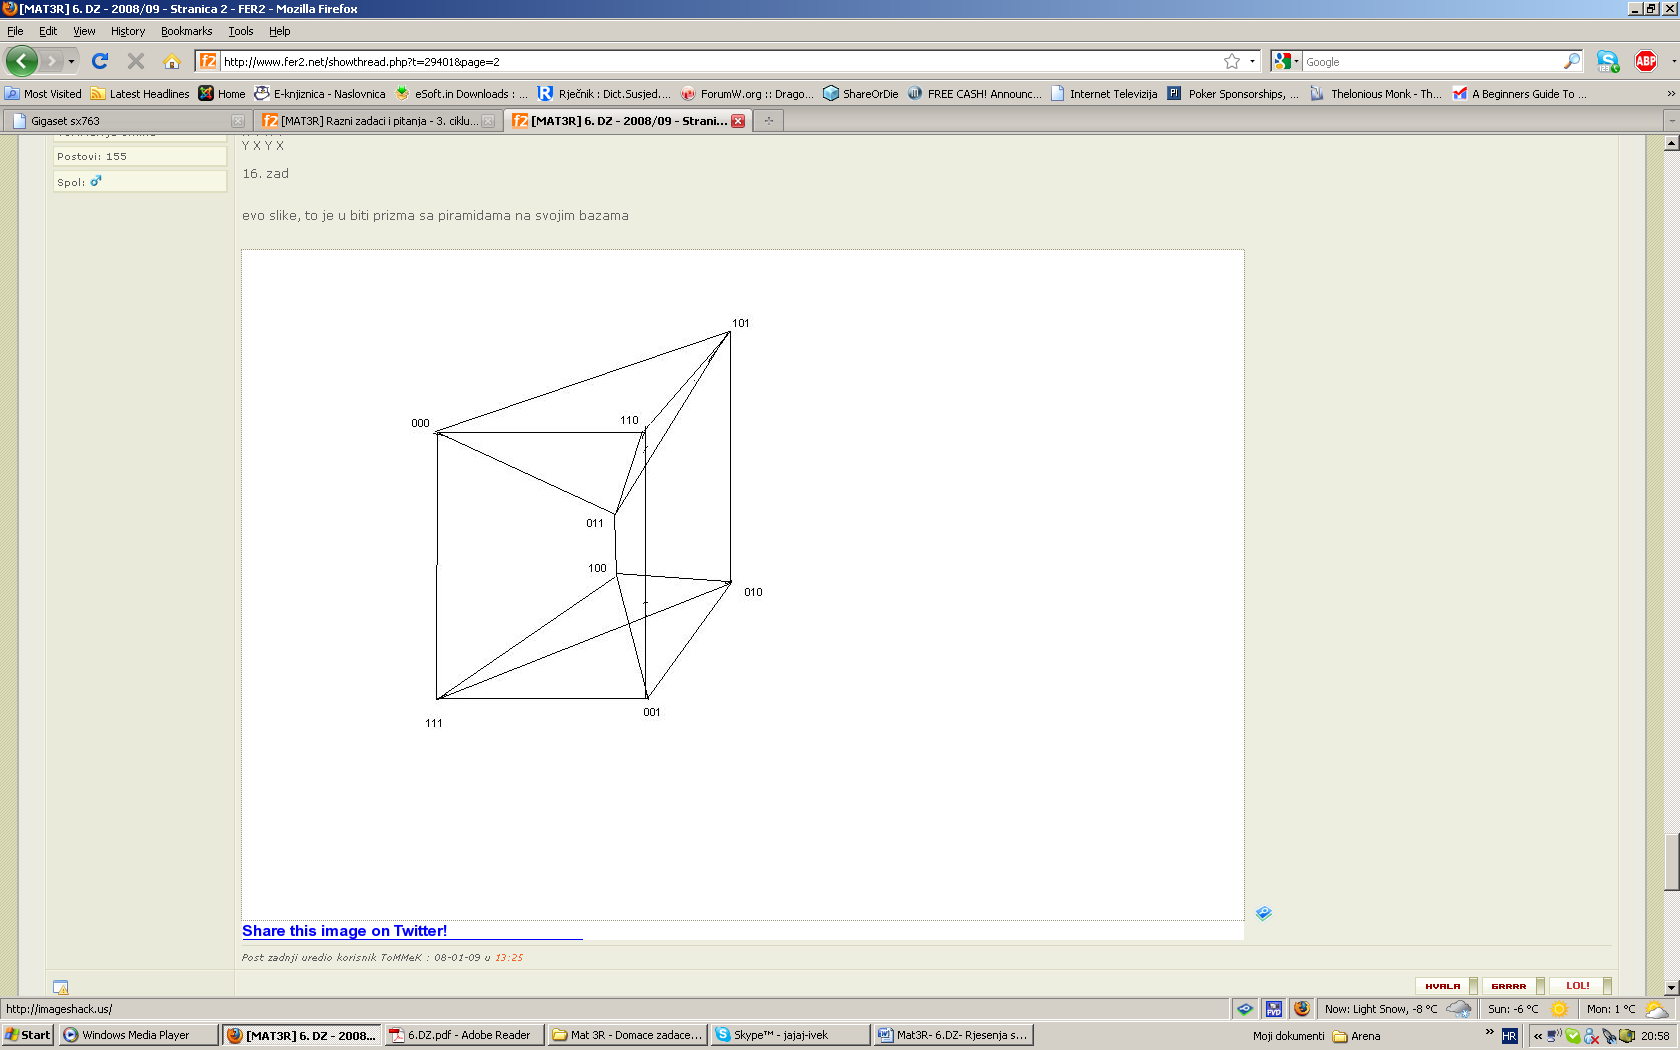 [MAT3R] 6. DZ - 2008/09 - Stranica 2 - FER2 - Mozilla Firefox
File Edit View History Bookmarks Tools Help
http://www.fer2.net/showthread.php?t=29401&page=2
Google
ABP
Most Visited Latest Headlines Home E-knjiznica - Naslovnica eSoft.in Downloads : ... Rječnik : Dict.Susjed.... ForumW.org :: Drago... ShareOrDie FREE CASH! Announc... Internet Televizija Poker Sponsorships, ... Thelonious Monk - Th... A Beginners Guide To ...
Gigaset sx763 [MAT3R] Razni zadaci i pitanja - 3. ciklu... [MAT3R] 6. DZ - 2008/09 - Strani...
Y X Y X
Postovi: 155
16. zad
Spol:
evo slike, to je u biti prizma sa piramidama na svojim bazama
101
000
110
011
100
010
001
111
Share this image on Twitter!
Post zadnji uredio korisnik ToMMeK : 08-01-09 u 13:25
HVALA GRRRR LOL!
http://imageshack.us/
FVD
Now: Light Snow, -8 °C Sun: -6 °C Mon: 1 °C
Start Windows Media Player [MAT3R] 6. DZ - 2008... 6.DZ.pdf - Adobe Reader Mat 3R - Domace zadace... Skype™ - jajaj-ivek Mat3R- 6.DZ- Rjesenja s... Moji dokumenti Arena HR 20:58